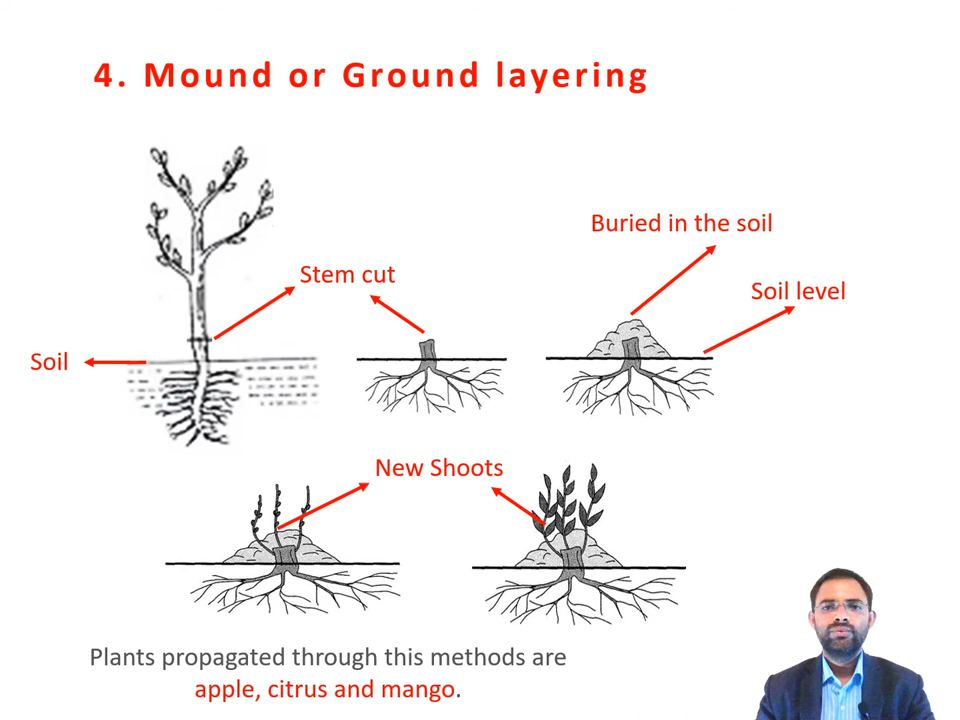 4. Mound or Ground layering
Buried in the soil
Stem cut
Soil level
Soil
New Shoots
Plants propagated through this methods are
apple, citrus and mango.